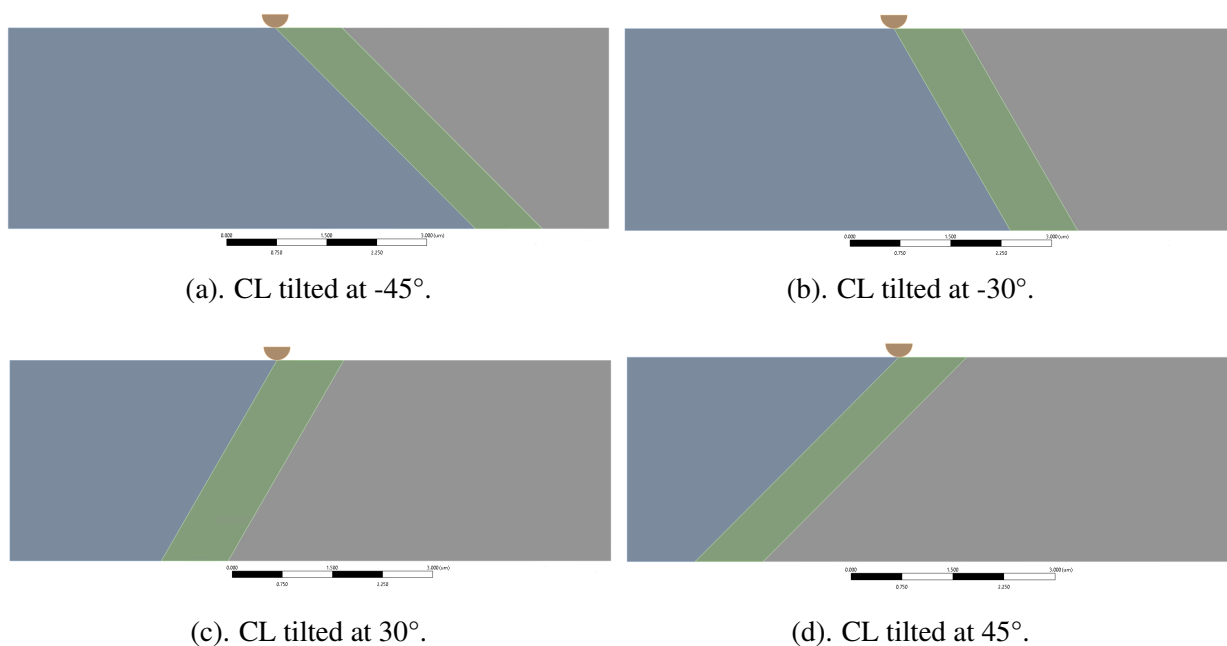 0.000 1.500 3.000 (um)
0.750 2.250
0.000 1.500 3.000 (um)
0.750 2.250
(a). CL tilted at -45°.
(b). CL tilted at -30°.
0.000 1.500 3.000 (um)
0.750 2.250
0.000 1.500 3.000 (um)
0.750 2.250
(c). CL tilted at 30°.
(d). CL tilted at 45°.